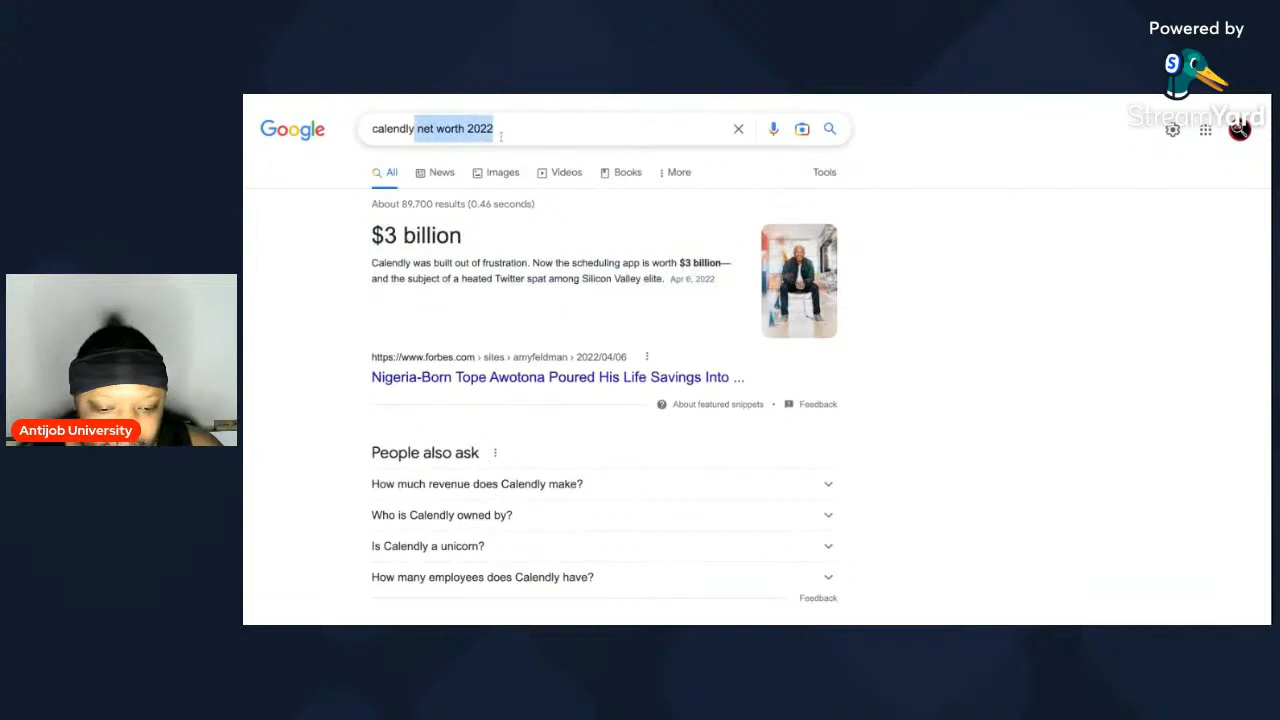 Powered by
S
StreamYard
Google
calendly net worth 2022
All
News
Images
Videos
Books
More
Tools
About 89,700 results (0.46 seconds)
$3 billion
Calendly was built out of frustration. Now the scheduling app is worth $3 billion—
and the subject of a heated Twitter spat among Silicon Valley elite. Apr 6, 2022
https://www.forbes.com › sites › amyfeldman › 2022/04/06
Nigeria-Born Tope Awotona Poured His Life Savings Into ...
About featured snippets • Feedback
Antijob University
People also ask
How much revenue does Calendly make?
Who is Calendly owned by?
Is Calendly a unicorn?
How many employees does Calendly have?
Feedback